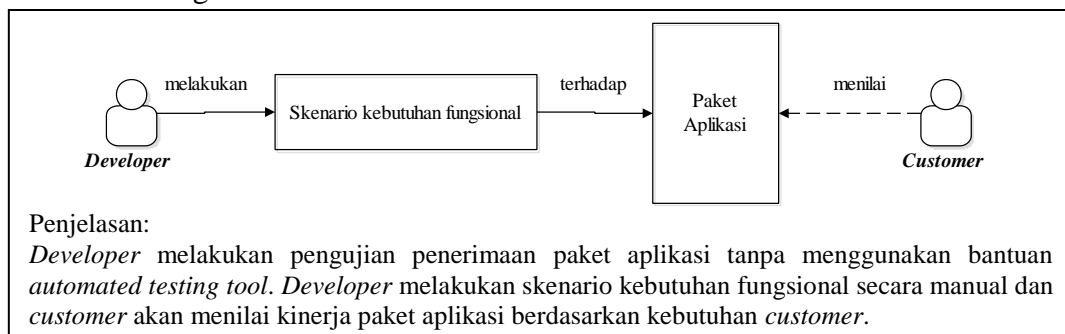 melakukan
terhadap
menilai
Skenario kebutuhan fungsional
Paket
Aplikasi
Developer
Customer
Penjelasan:
Developer melakukan pengujian penerimaan paket aplikasi tanpa menggunakan bantuan
automated testing tool. Developer melakukan skenario kebutuhan fungsional secara manual dan
customer akan menilai kinerja paket aplikasi berdasarkan kebutuhan customer.